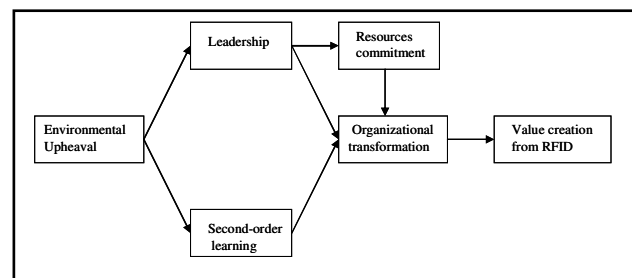 Leadership
Resources
commitment
Environmental
Upheaval
Organizational
transformation
Value creation
from RFID
Second-order
learning